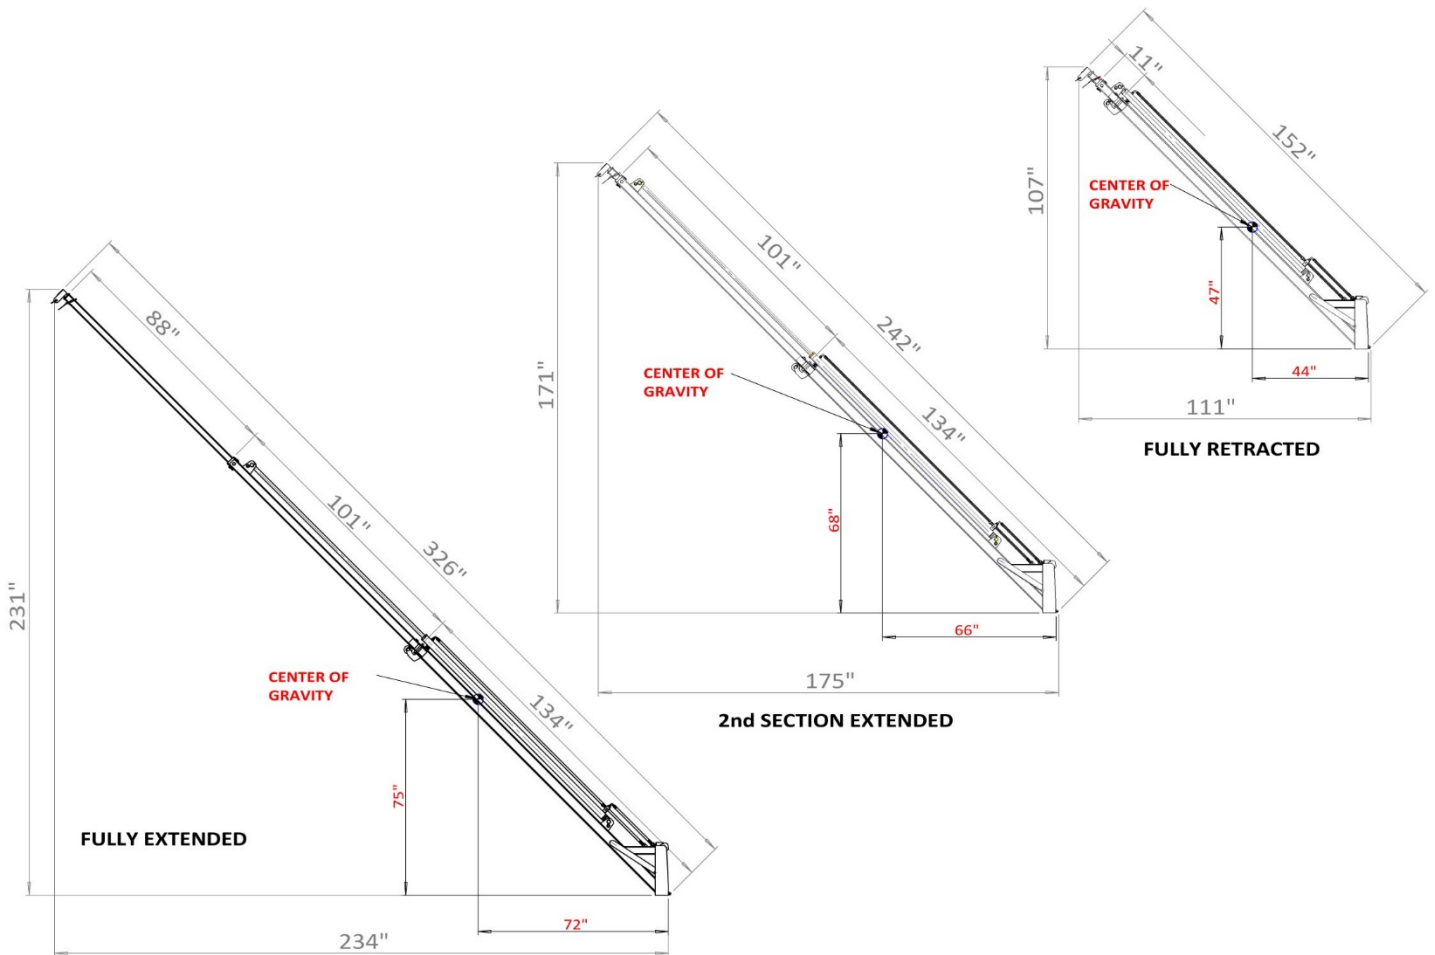 88"
101"
326"
134"
231"
CENTER OF
GRAVITY
75"
72"
234"
FULLY EXTENDED
101"
242"
134"
171"
CENTER OF
GRAVITY
68"
66"
175"
2nd SECTION EXTENDED
11"
152"
107"
CENTER OF
GRAVITY
47"
44"
111"
FULLY RETRACTED